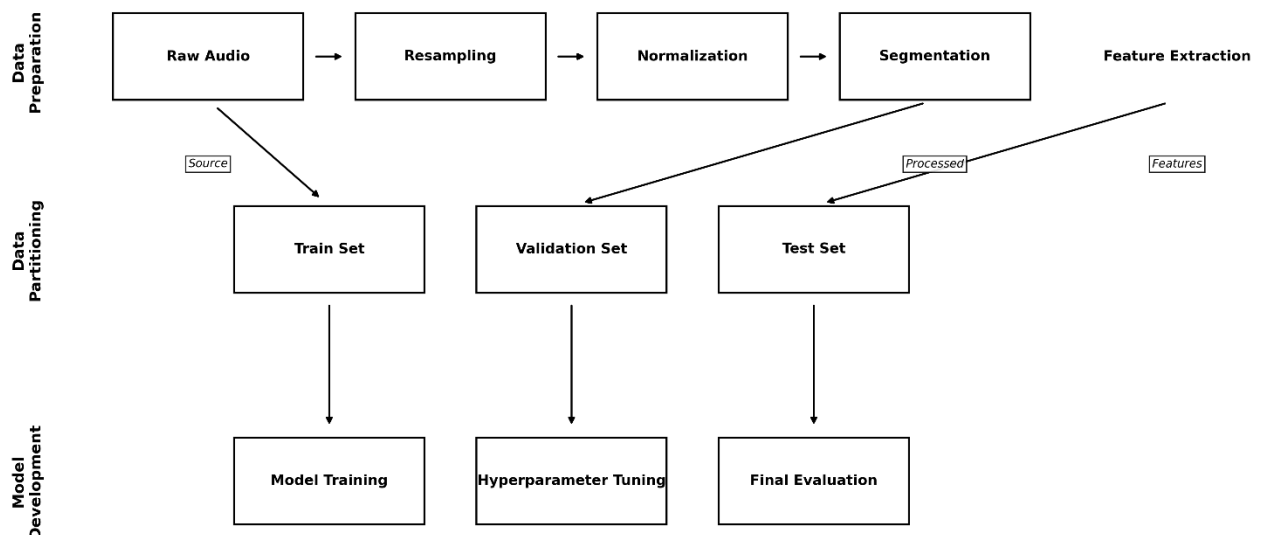 Data
Preparation
Raw Audio
Resampling
Normalization
Segmentation
Feature Extraction
Source
Processed
Features
Data
Partitioning
Train Set
Validation Set
Test Set
Model
Development
Model Training
Hyperparameter Tuning
Final Evaluation